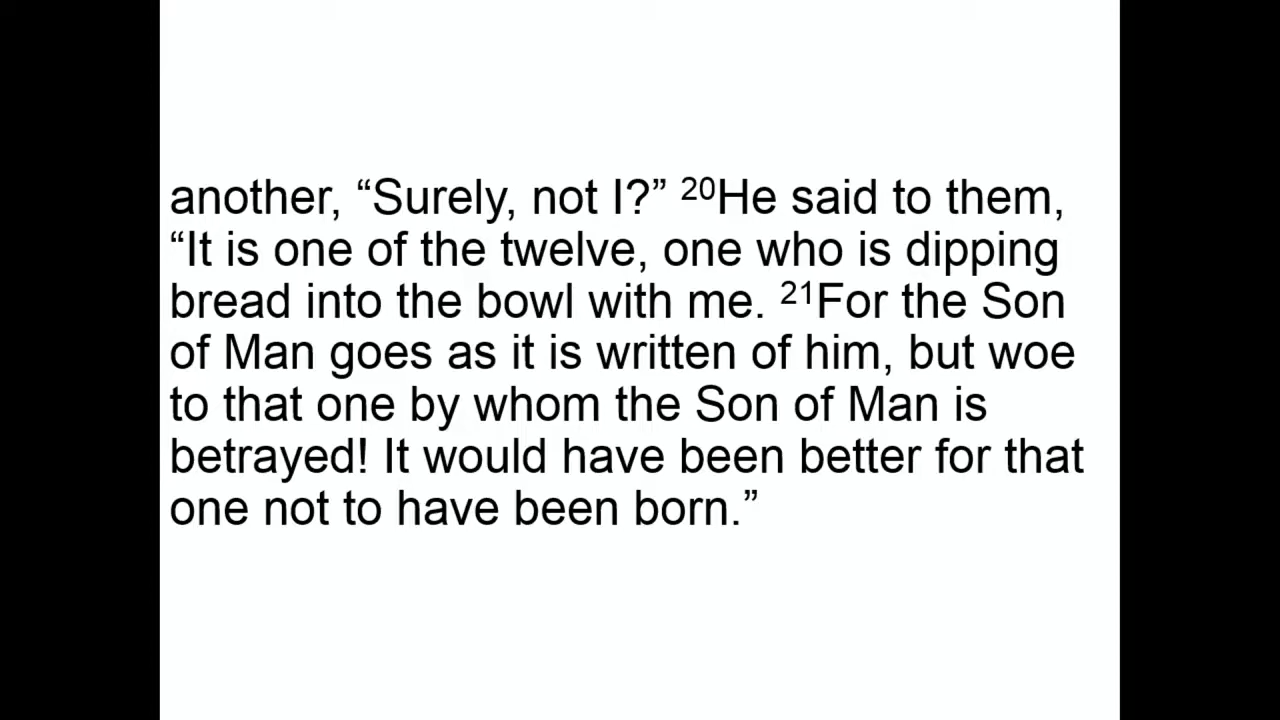 another, “Surely, not I?” ²⁰He said to them,
“It is one of the twelve, one who is dipping
bread into the bowl with me. ²¹For the Son
of Man goes as it is written of him, but woe
to that one by whom the Son of Man is
betrayed! It would have been better for that
one not to have been born.”